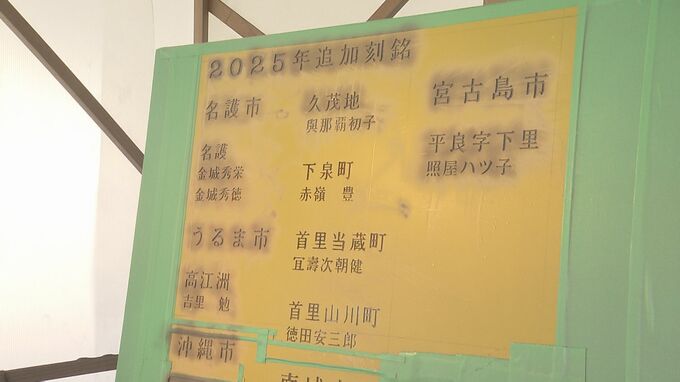 2025年追加刻銘
名護市
名護
金城秀栄
金城秀徳
うるま市
高江洲
吉里 勉
沖縄市
久茂地
與那覇初子
下泉町
赤嶺 豊
首里当蔵町
冝壽次朝健
首里山川町
徳田安三郎
宮古島市
平良字下里
照屋ハツ子